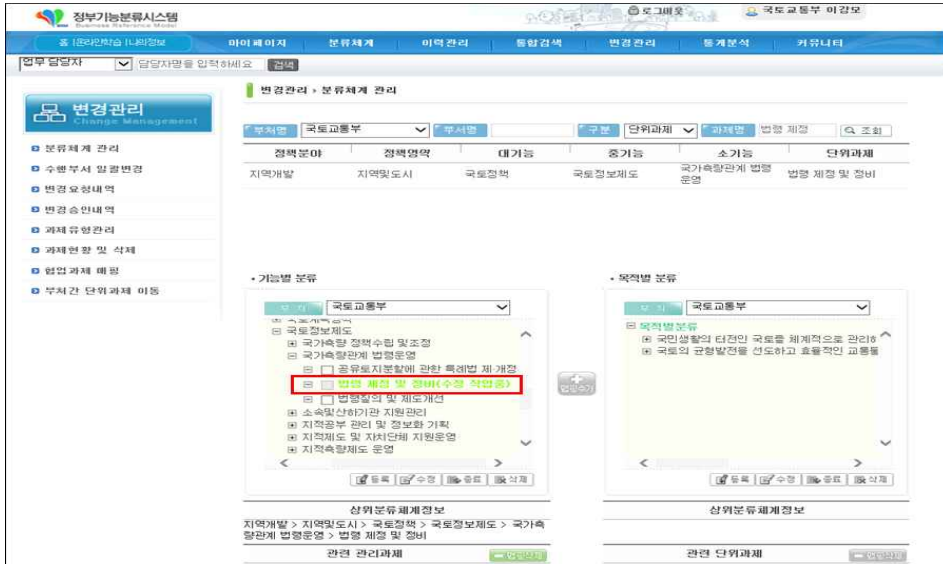 정부기능분류시스템
Business Reference Model
로그아웃
국토교통부 이감모
홈 | 온라인학습 | 나의정보
마이페이지 분류체계 이력관리 통합검색 변경관리 통계분석 커뮤니티
업무 담당자 담당자명을 입력하세요 검색
변경관리
Change Management
분류체계 관리
수행부서 일괄변경
변경요청내역
변경승인내역
과제유형관리
과제현황 및 삭제
협업과제 매핑
부처간 단위과제 이동
변경관리 > 분류체계 관리
부처명 국토교통부 부서명 구분 단위과제 과제명 법령 제정 조회
정책분야 정책영역 대기능 중기능 소기능 단위과제
지역개발 지역및도시 국토정책 국토정보제도 국가측량관계 법령운영 법령 제정 및 정비
• 기능별 분류
국토교통부
국토정보제도
국가측량 정책수립 및조정
국가측량관계 법령운영
공유토지분할에 관한 특례법 제·개정
법령 제정 및 정비(수정 작업중)
법령질의 및 제도개선
소속및산하기관 지원관리
지적공부 관리 및 정보화 기획
지적제도 및 자치단체 지원운영
지적측량제도 운영
등록 수정 종료 삭제
상위분류체계정보
지역개발 > 지역및도시 > 국토정책 > 국토정보제도 > 국가측
량관계 법령운영 > 법령 제정 및 정비
관련 관리과제
• 목적별 분류
국토교통부
목적별분류
국민생활의 터전인 국토를 체계적으로 관리
국토의 균형발전을 선도하고 효율적인 교통
등록 수정 종료 삭제
상위분류체계정보
관련 단위과제